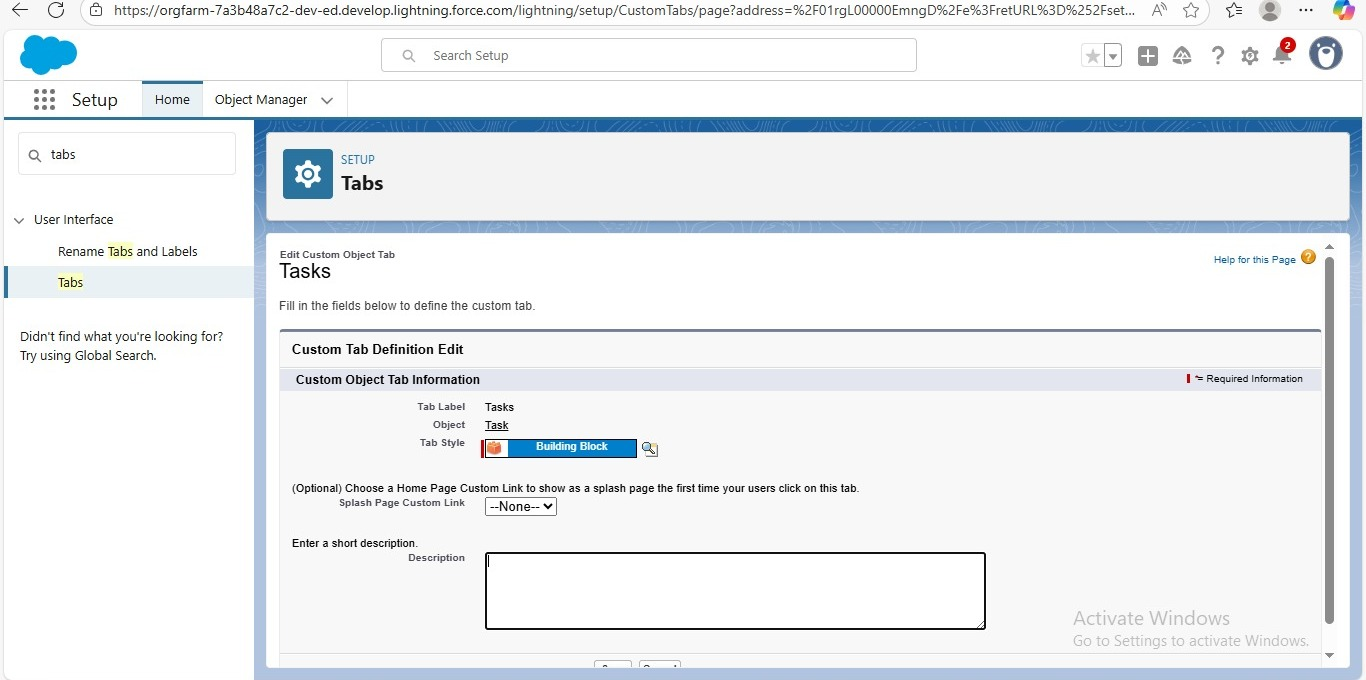 https://orgfarm-7a3b48a7c2-dev-ed.develop.lightning.force.com/lightning/setup/CustomTabs/page?address=%2F01rgL00000EmngD%2Fe%3FretURL%3D%252Fset...
Search Setup
2
Setup
Home
Object Manager
tabs
SETUP
Tabs
User Interface
Rename Tabs and Labels
Tabs
Didn't find what you're looking for?
Try using Global Search.
Edit Custom Object Tab
Tasks
Help for this Page
Fill in the fields below to define the custom tab.
Custom Tab Definition Edit
Custom Object Tab Information
= Required Information
Tab Label Tasks
Object Task
Tab Style Building Block
(Optional) Choose a Home Page Custom Link to show as a splash page the first time your users click on this tab.
Splash Page Custom Link --None--
Enter a short description.
Description
Activate Windows
Go to Settings to activate Windows.